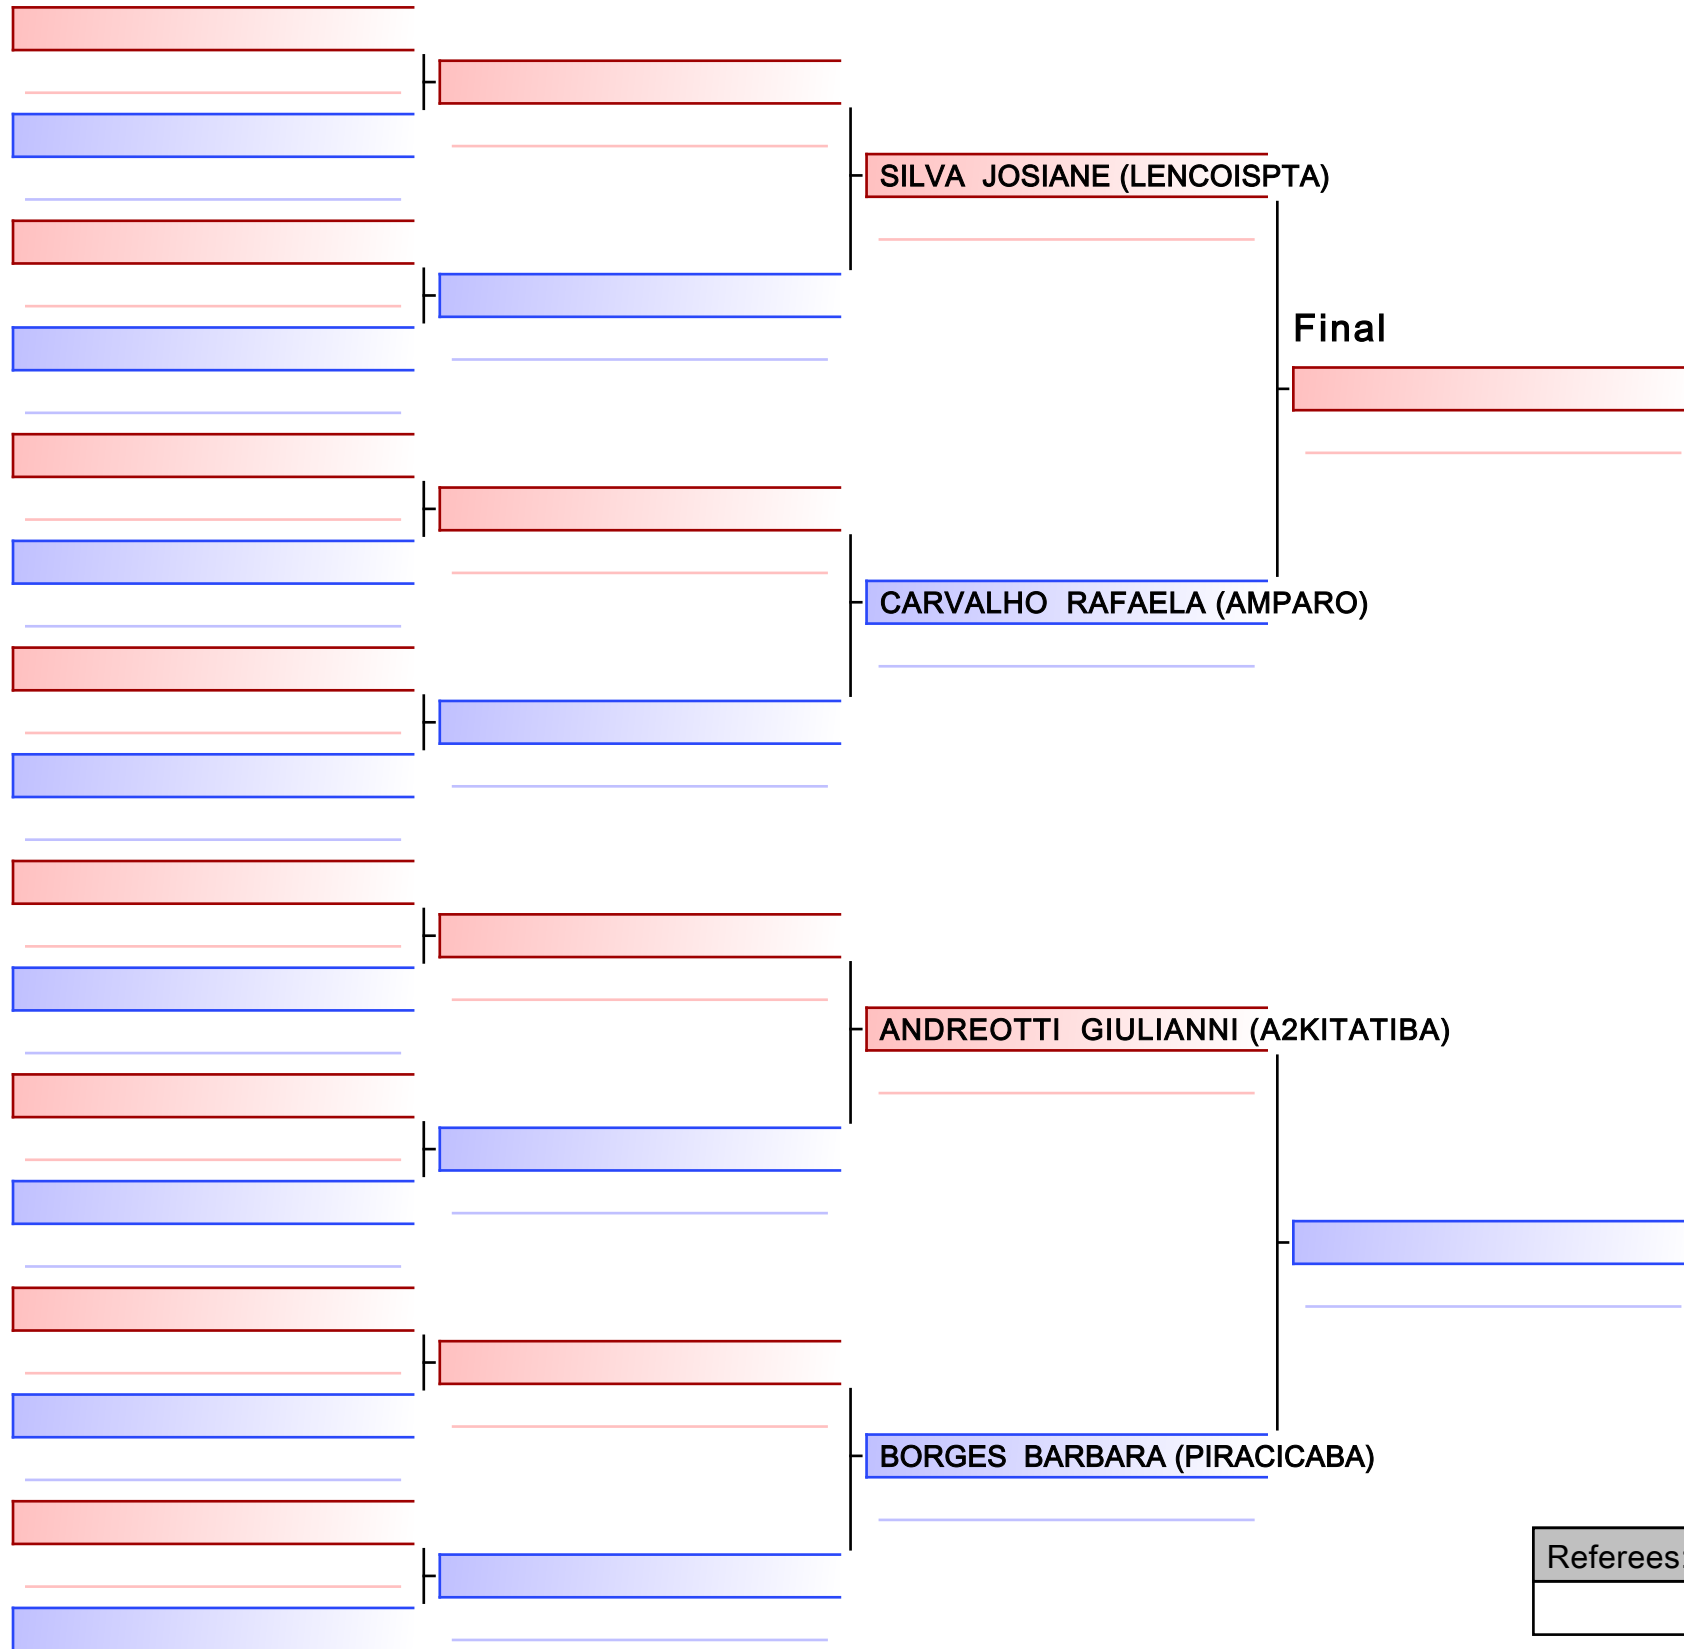 SILVA  JOSIANE (LENCOISPTA)
Final
CARVALHO  RAFAELA (AMPARO)
ANDREOTTI  GIULIANNI (A2KITATIBA)
BORGES  BARBARA (PIRACICABA)
Referees: